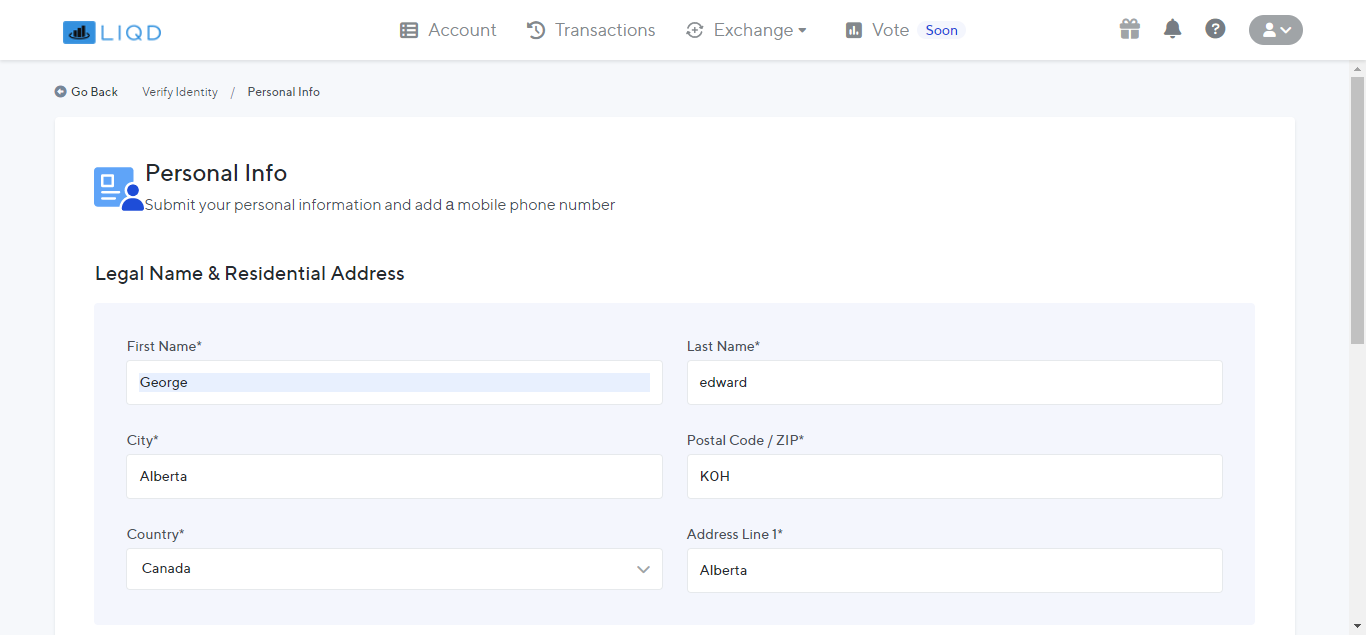 LIQD
Account
Transactions
Exchange
Vote
Soon
Go Back
Verify Identity / Personal Info
Personal Info
Submit your personal information and add a mobile phone number
Legal Name & Residential Address
First Name*
Last Name*
George
edward
City*
Postal Code / ZIP*
Alberta
K0H
Country*
Address Line 1*
Canada
Alberta